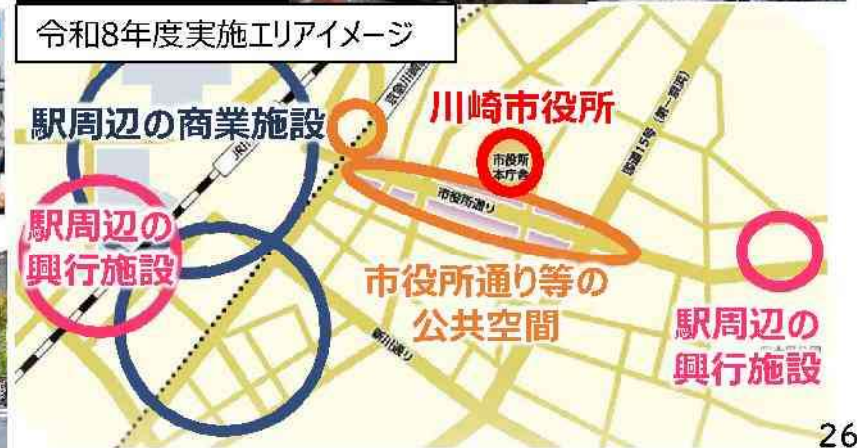 令和8年度実施エリアイメージ
駅周辺の商業施設
川崎市役所
市役所
本庁舎
市役所通り
駅周辺の
興行施設
市役所通り等の
公共空間
新川通り
駅周辺の
興行施設
26